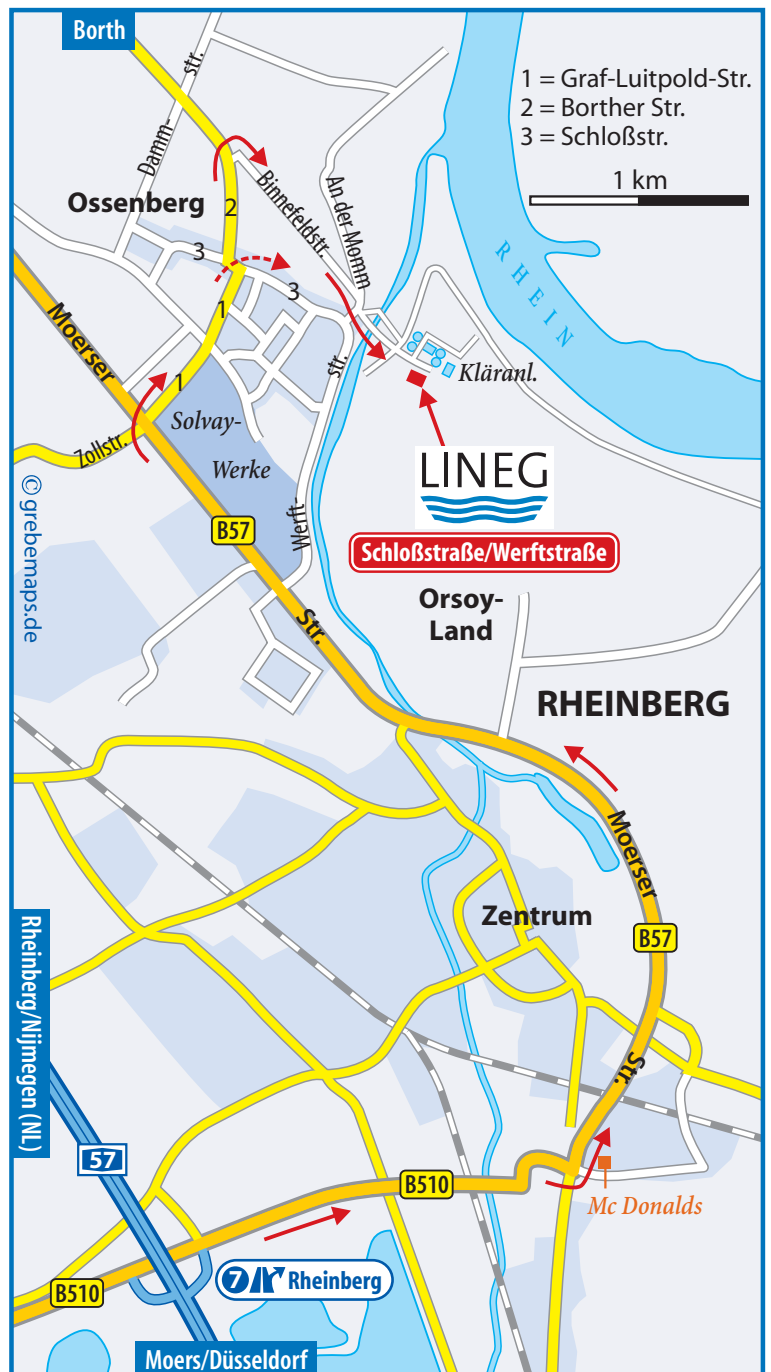 Borth
1 = Graf-Luitpold-Str.
2 = Borther Str.
3 = Schloßstr.
1 km
Damm-
str.
Ossenberg
2
Binnefeldstr.
An der Momm
RHEIN
3
3
1
1
Moerser
str.
Kläranl.
Solvay-
Werke
Zollstr.
© grebemaps.de
LINEG
Werft-
B57
Schloßstraße/Werftstraße
Orsoy-
Land
Str.
RHEINBERG
Moerser
Zentrum
B57
Rheinberg/Nijmegen (NL)
Str.
57
B510
Mc Donalds
7 Rheinberg
B510
Moers/Düsseldorf